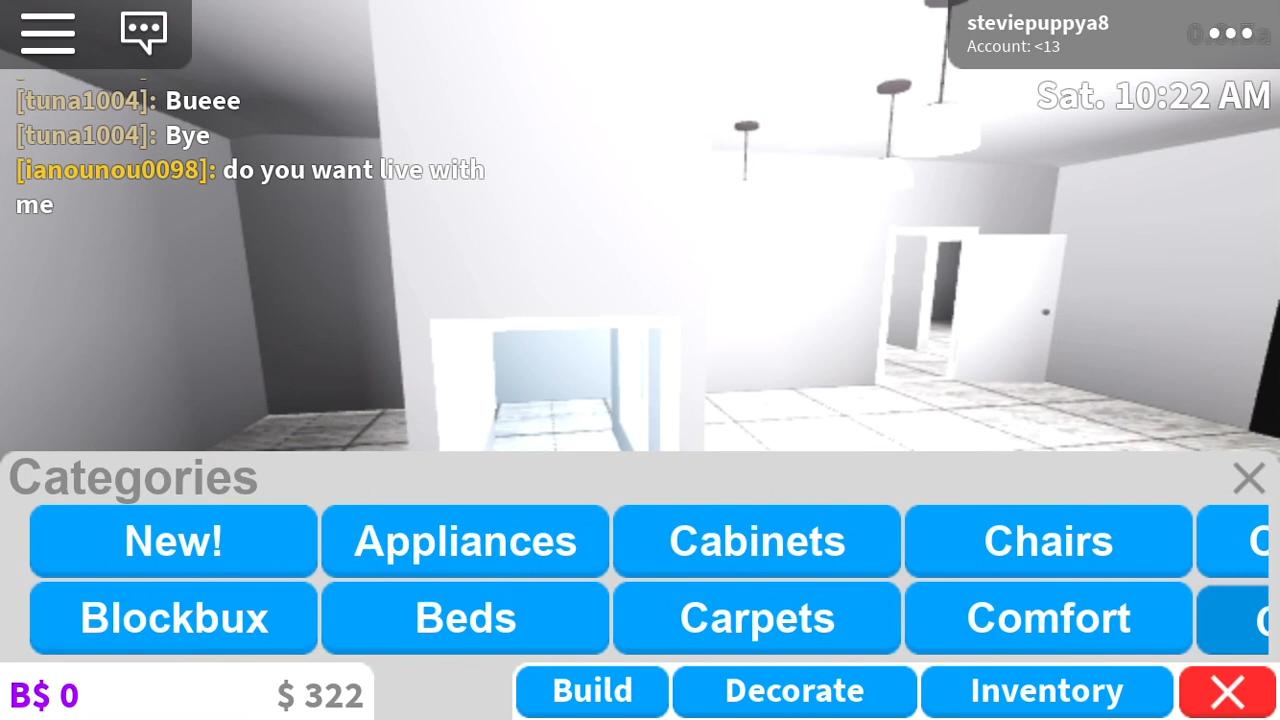 steviepuppya8
Account: <13
Sat. 10:22 AM
[tuna1004]: Bueee
[tuna1004]: Bye
[ianounou0098]: do you want live with
me
Categories
New! Appliances Cabinets Chairs
Blockbux Beds Carpets Comfort
B$ 0 $ 322 Build Decorate Inventory